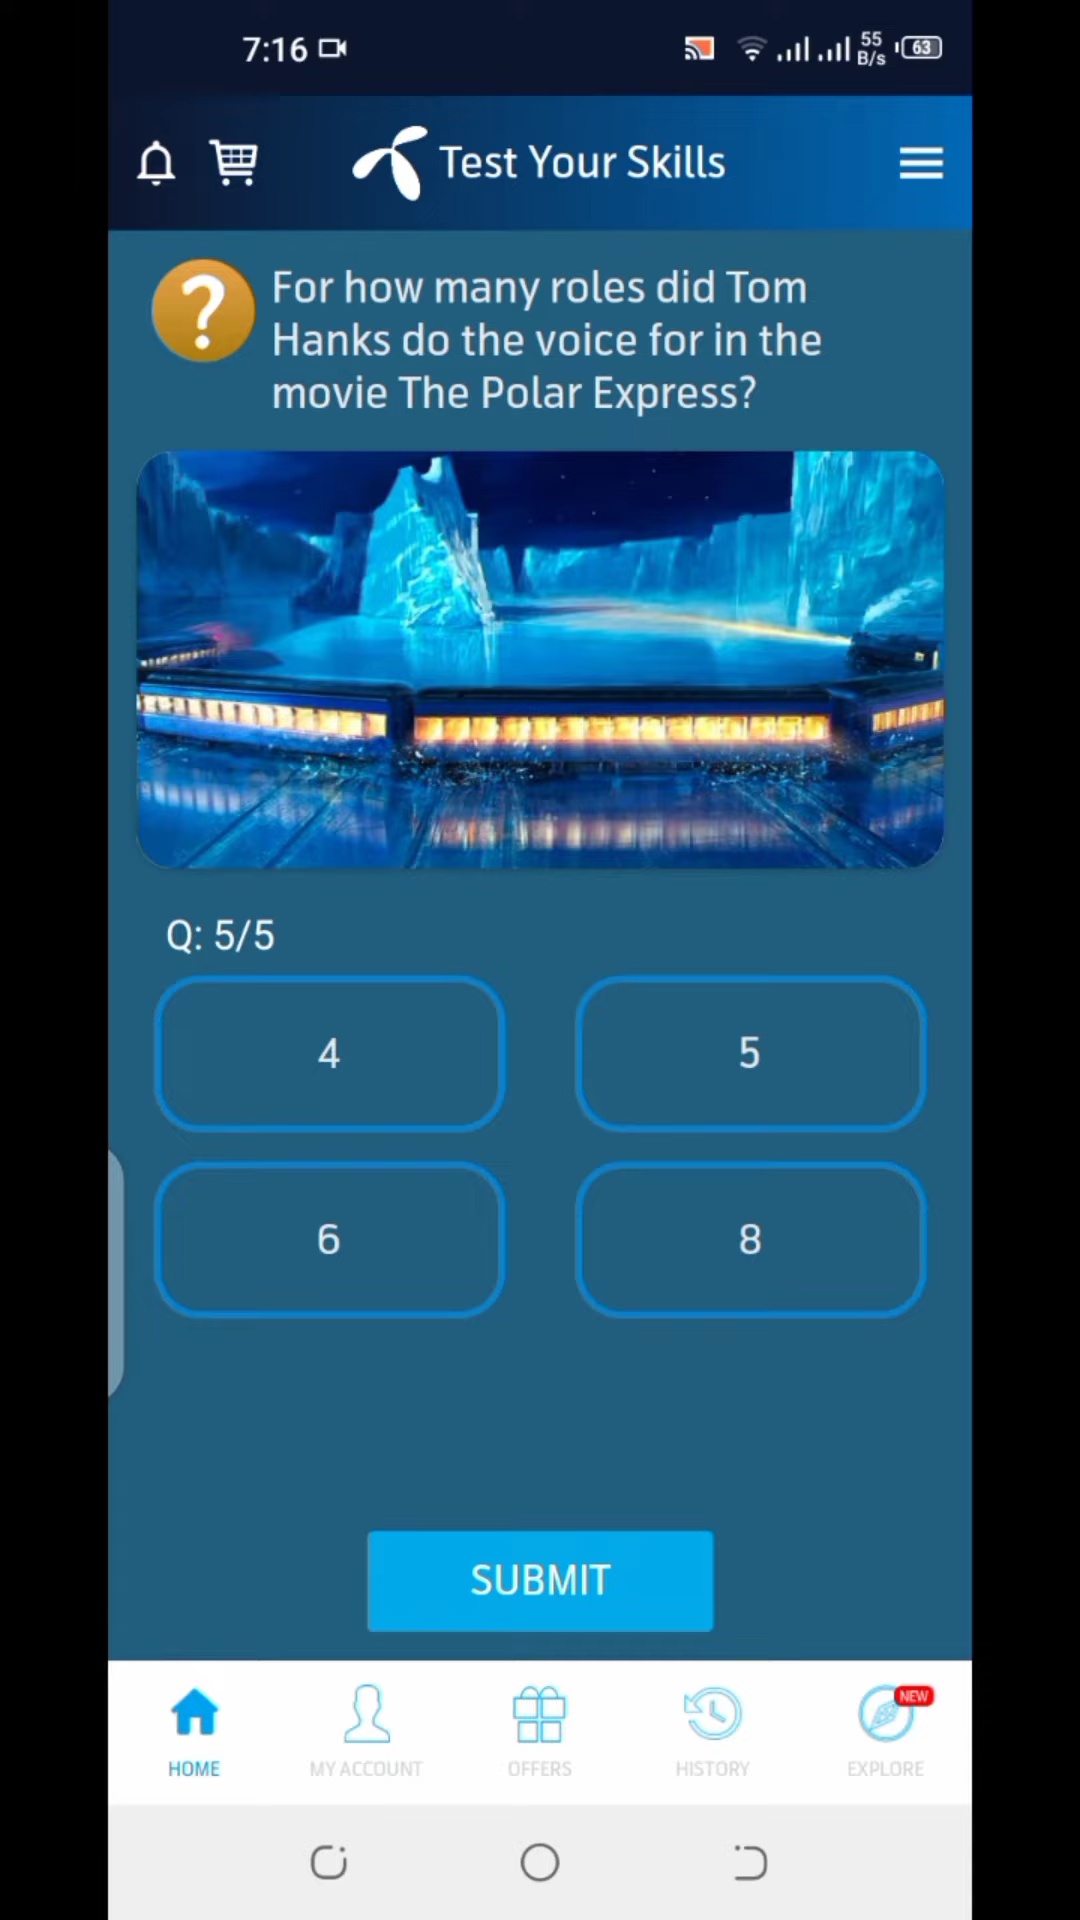 7:16
55
B/s
63
Test Your Skills
?
For how many roles did Tom
Hanks do the voice for in the
movie The Polar Express?
Q: 5/5
4
5
6
8
SUBMIT
NEW
HOME
MY ACCOUNT
OFFERS
HISTORY
EXPLORE